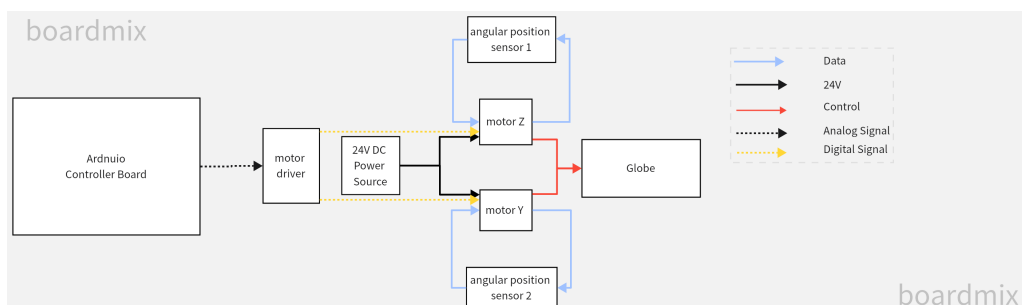 boardmix
angular position
sensor 1
Data
24V
Control
Analog Signal
Digital Signal
Ardnuio
Controller Board
motor
driver
24V DC
Power
Source
motor Z
Globe
motor Y
angular position
sensor 2
boardmix